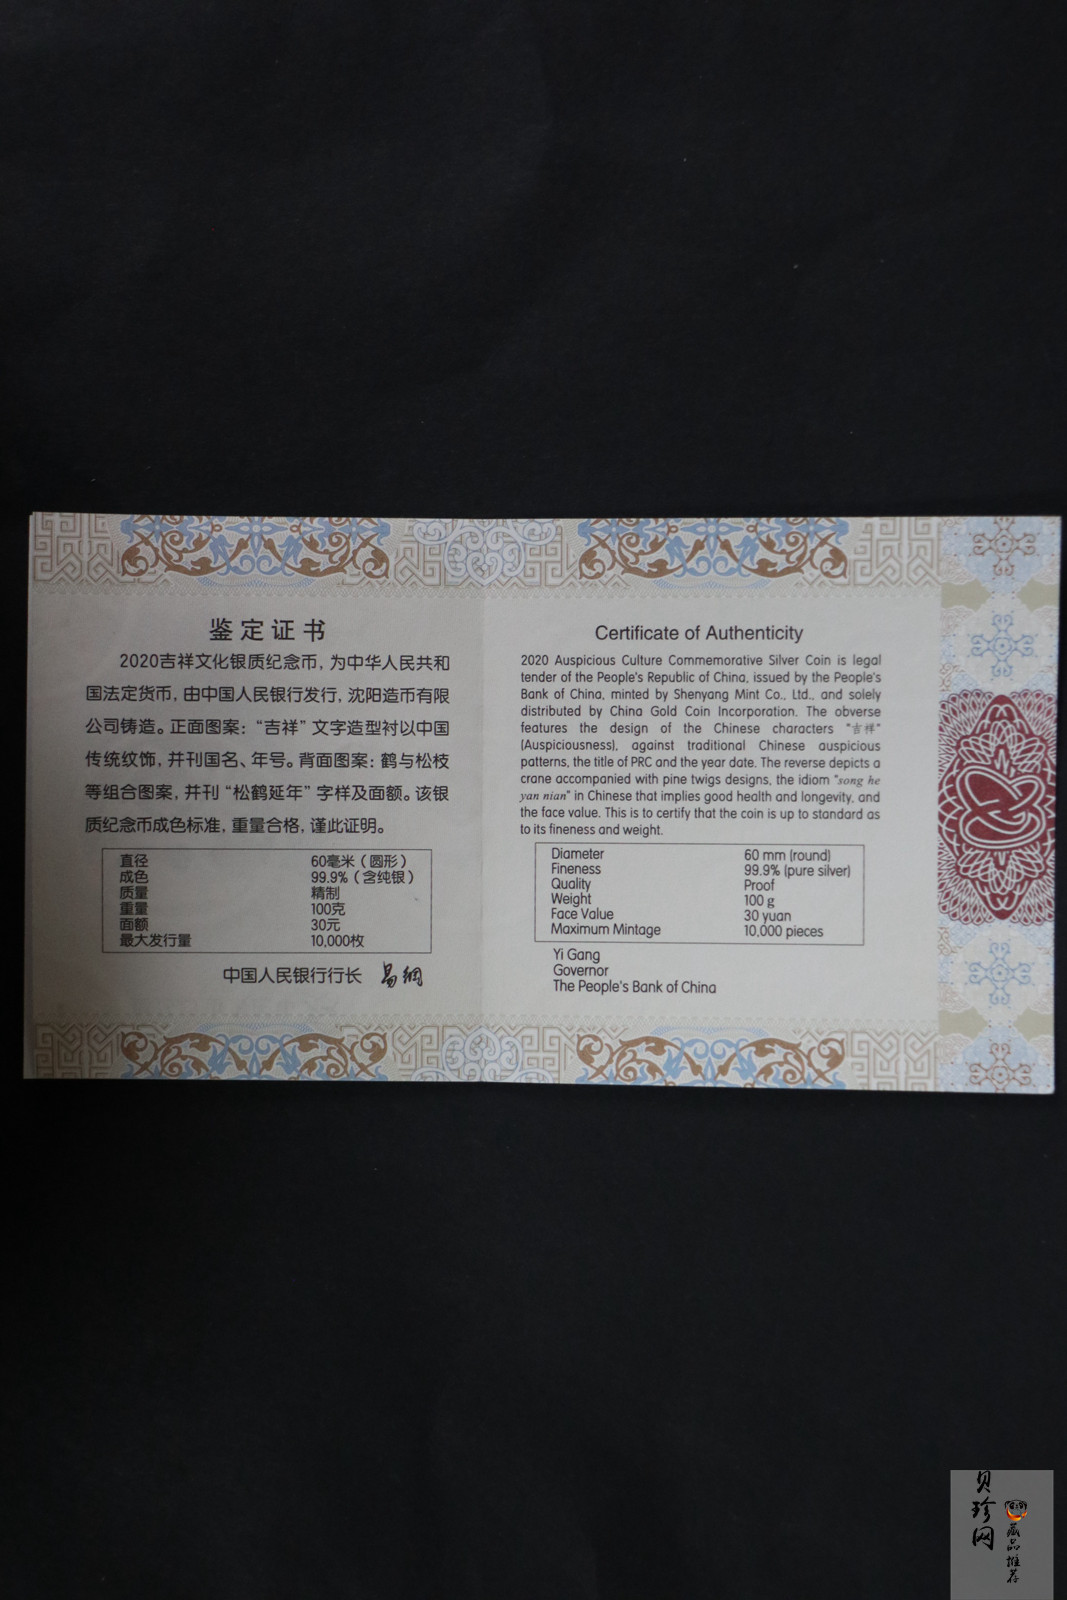 鉴定证书
2020吉祥文化银质纪念币，为中华人民共和
国法定货币，由中国人民银行发行，沈阳造币有限
公司铸造。正面图案：“吉祥”文字造型衬以中国
传统纹饰，并刊国名、年号。背面图案：鹤与松枝
等组合图案，并刊“松鹤延年”字样及面额。该银
质纪念币成色标准，重量合格，谨此证明。
直径 60毫米（圆形）
成色 99.9%（含纯银）
质量 精制
重量 100克
面额 30元
最大发行量 10,000枚
中国人民银行行长 易纲
Certificate of Authenticity
2020 Auspicious Culture Commemorative Silver Coin is legal
tender of the People's Republic of China, issued by the People's
Bank of China, minted by Shenyang Mint Co., Ltd., and solely
distributed by China Gold Coin Incorporation. The obverse
features the design of the Chinese characters "吉祥"
(Auspiciousness), against traditional Chinese auspicious
patterns, the title of PRC and the year date. The reverse depicts a
crane accompanied with pine twigs designs, the idiom "song he
yan nian" in Chinese that implies good health and longevity, and
the face value. This is to certify that the coin is up to standard as
to its fineness and weight.
Diameter 60 mm (round)
Fineness 99.9% (pure silver)
Quality Proof
Weight 100 g
Face Value 30 yuan
Maximum Mintage 10,000 pieces
Yi Gang
Governor
The People's Bank of China
贝珍网
藏品推荐